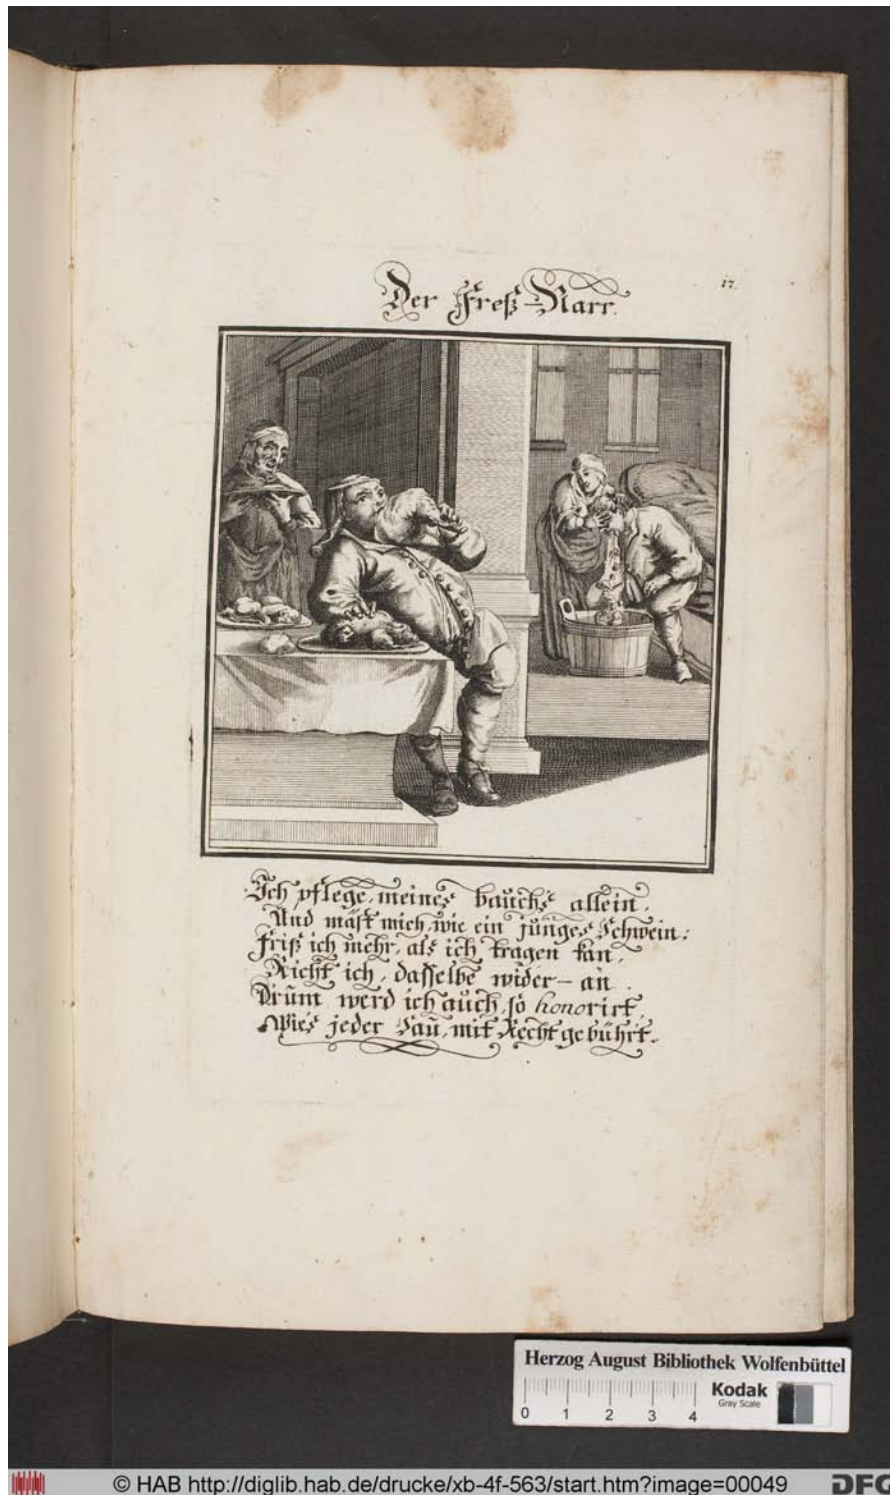 Der Freß-Narr.
17.
Ich pflege, meines bauchs allein,
Und mäst mich, wie ein junges Schwein:
Friß ich mehr, als ich tragen kan,
Richt ich, dasselbe wider-an.
Drum werd ich auch, so honorirt,
Wies jeder Sau, mit Recht gebührt.
Herzog August Bibliothek Wolfenbüttel
Kodak
Gray Scale
0 1 2 3 4
© HAB http://diglib.hab.de/drucke/xb-4f-563/start.htm?image=00049
DFG